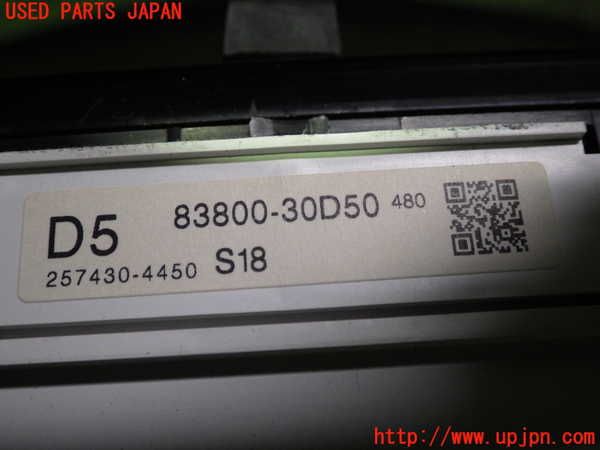 USED PARTS JAPAN
D5 83800-30D50 480
257430-4450 S18
http://www.upjpn.com/